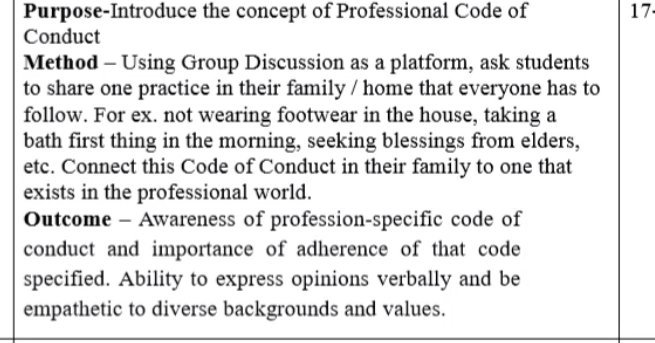 Purpose-Introduce the concept of Professional Code of
Conduct
Method – Using Group Discussion as a platform, ask students
to share one practice in their family / home that everyone has to
follow. For ex. not wearing footwear in the house, taking a
bath first thing in the morning, seeking blessings from elders,
etc. Connect this Code of Conduct in their family to one that
exists in the professional world.
Outcome – Awareness of profession-specific code of
conduct and importance of adherence of that code
specified. Ability to express opinions verbally and be
empathetic to diverse backgrounds and values.
17-